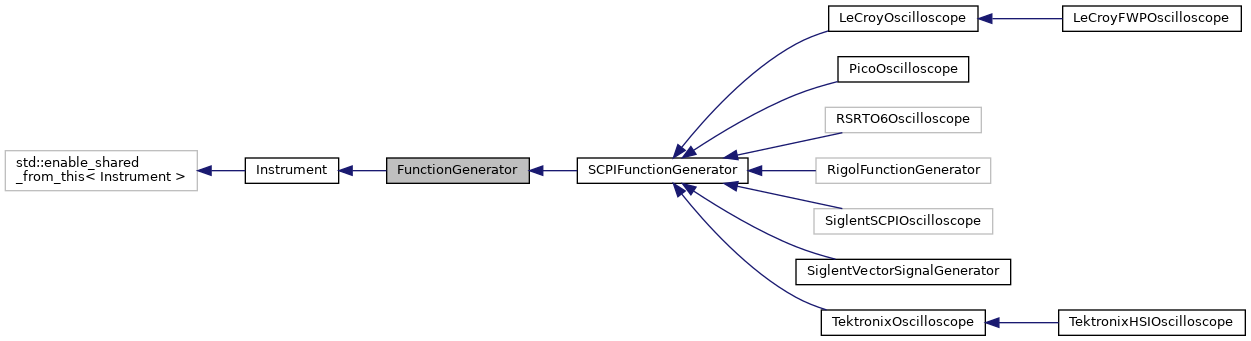 LeCroyOscilloscope
LeCroyFWPOscilloscope
PicoOscilloscope
RSRTO6Oscilloscope
std::enable_shared
_from_this< Instrument >
Instrument
FunctionGenerator
SCPIFunctionGenerator
RigolFunctionGenerator
SiglentSCPIOscilloscope
SiglentVectorSignalGenerator
TektronixOscilloscope
TektronixHSIOscilloscope